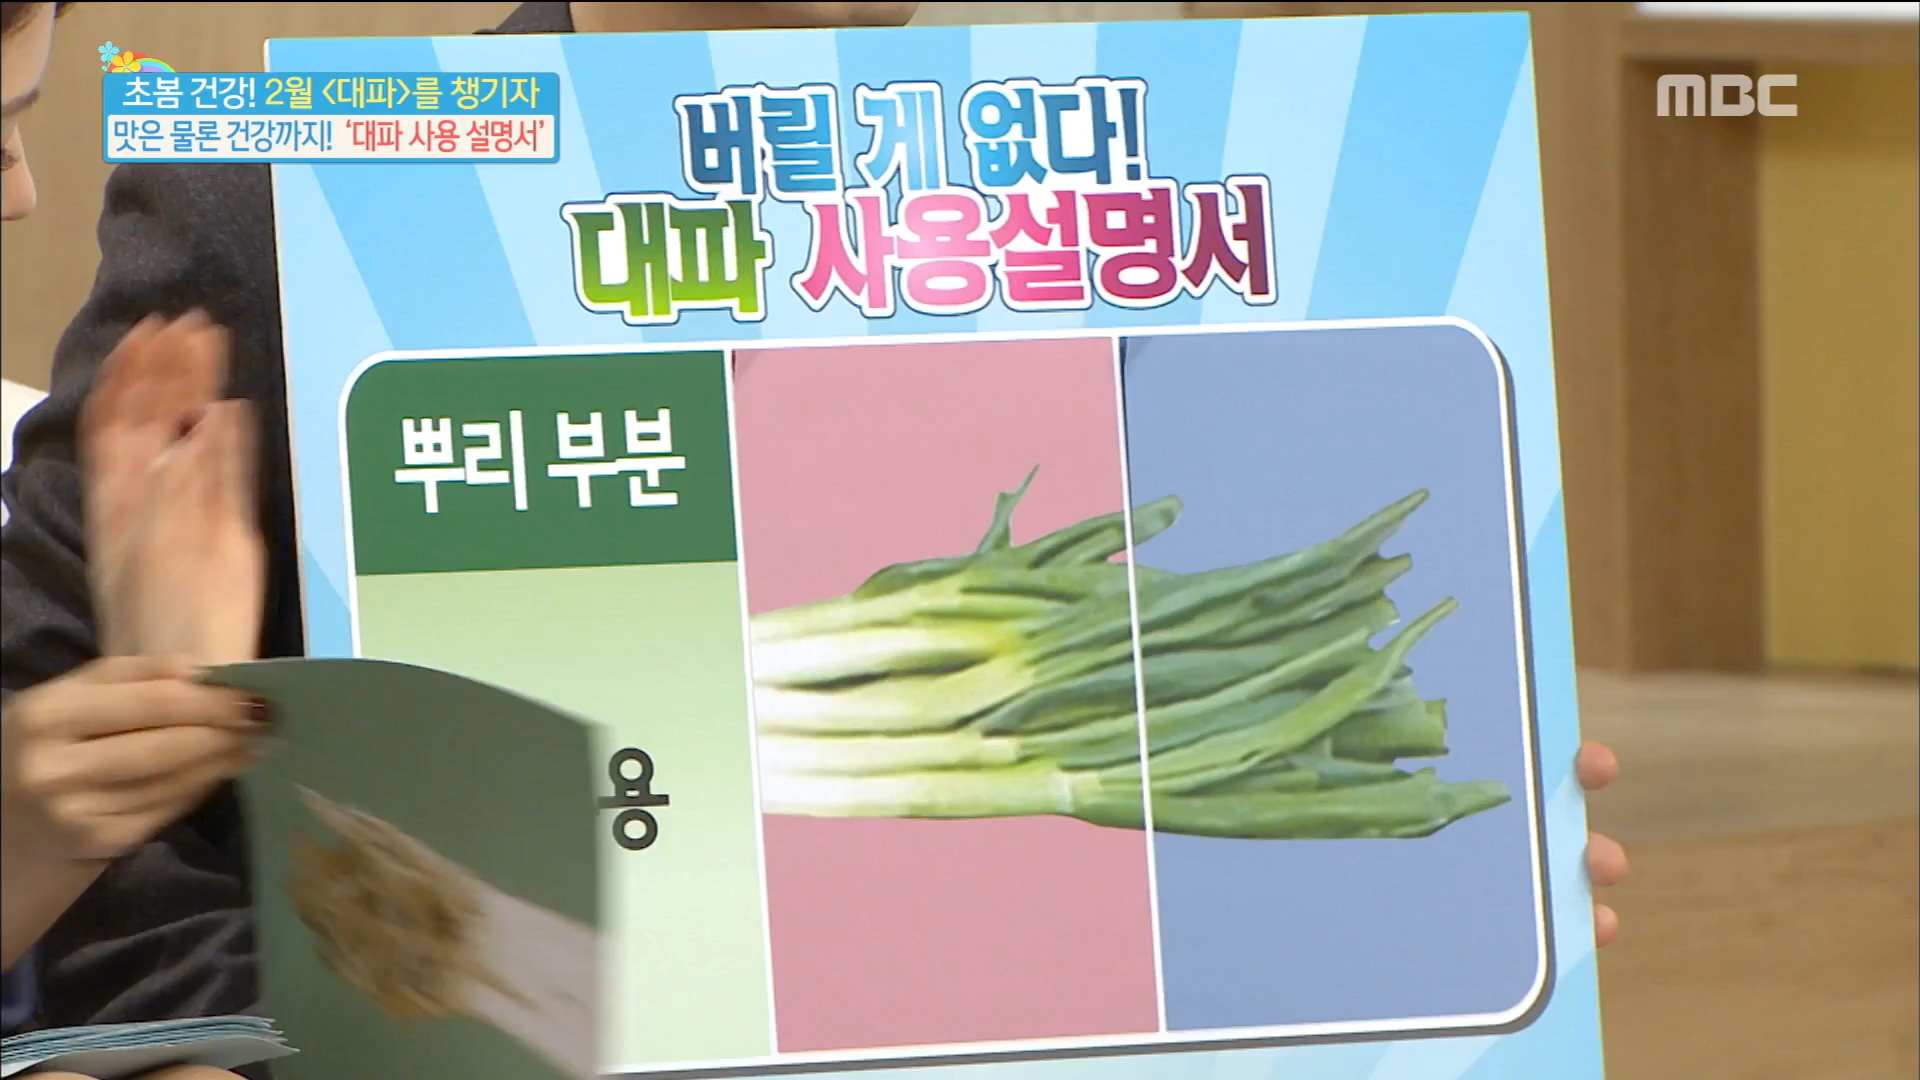 초봄 건강! 2월 <대파>를 챙기자
맛은 물론 건강까지! ‘대파 사용 설명서’
MBC
버릴 게 없다!
대파 사용설명서
뿌리 부분